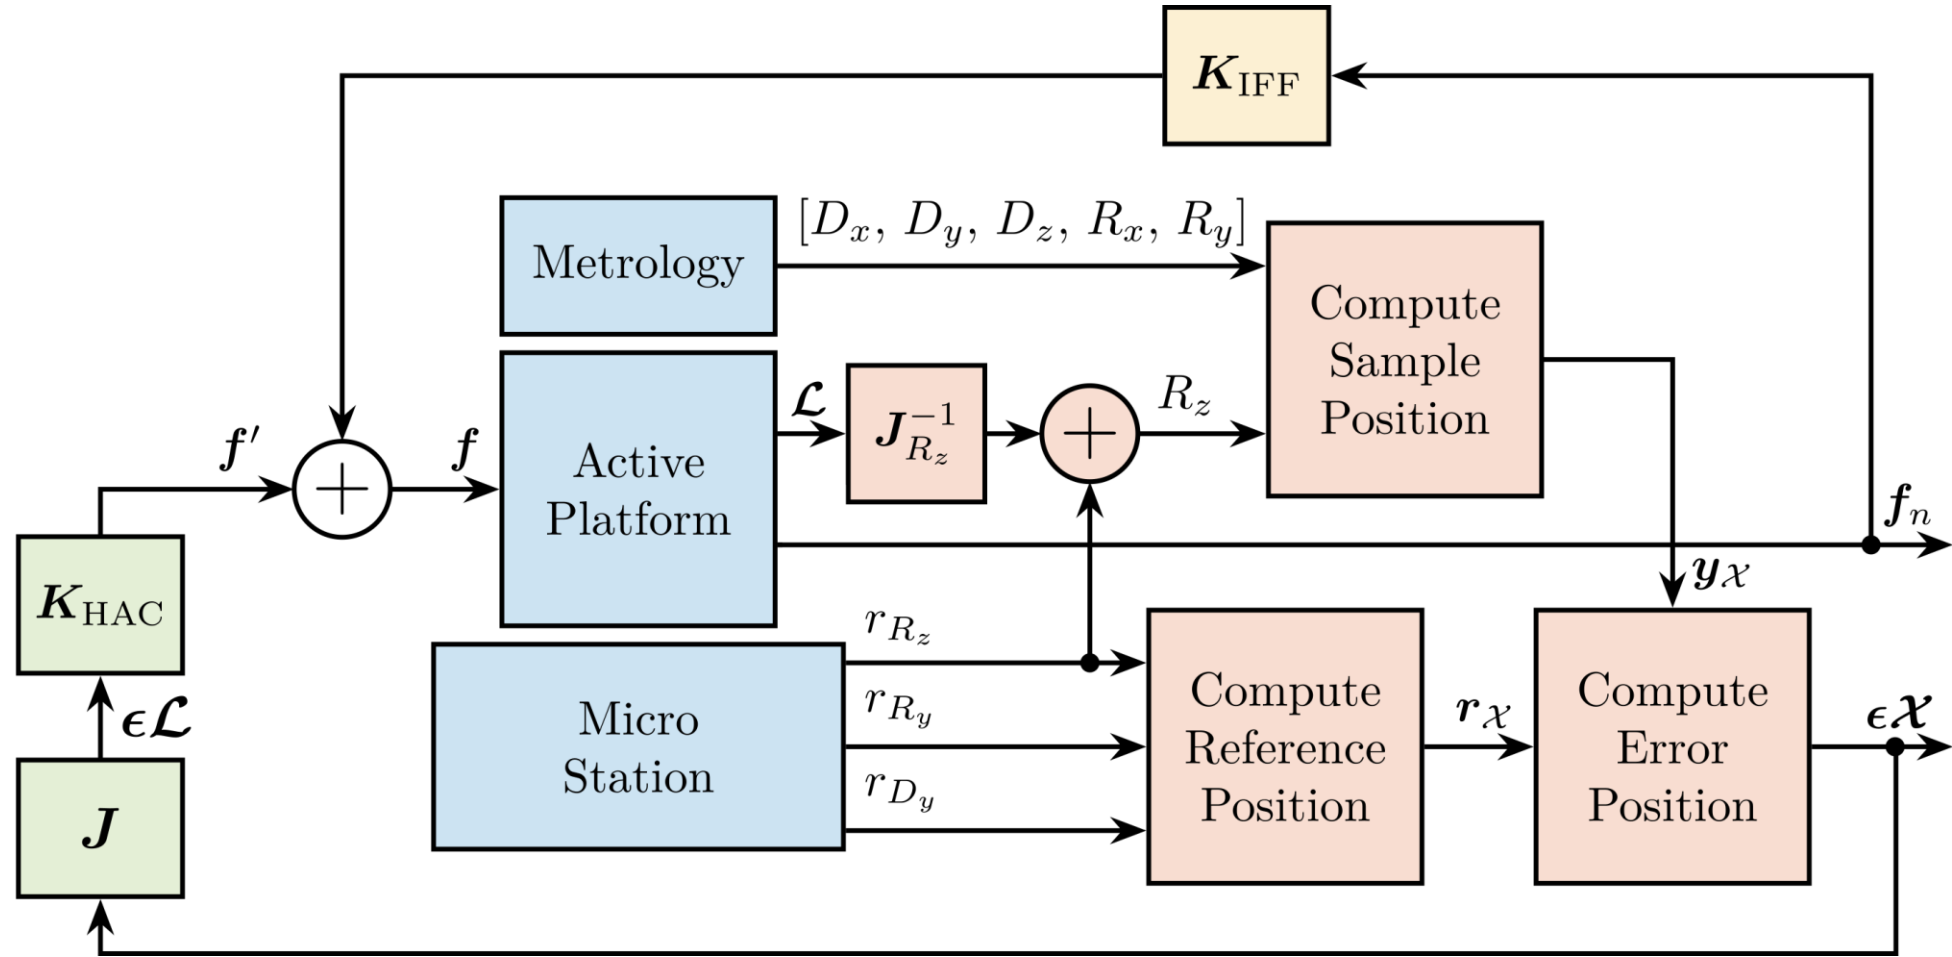 K_IFF
[D_x, D_y, D_z, R_x, R_y]
Metrology
Compute
Sample
Position
𝓛
J_{R_z}^{-1}
+
R_z
f′
+
f
Active
Platform
f_n
y_𝒳
K_HAC
r_{R_z}
Micro
Station
r_{R_y}
r_{D_y}
Compute
Reference
Position
r_𝒳
Compute
Error
Position
ϵ𝓧
ϵ𝓛
J